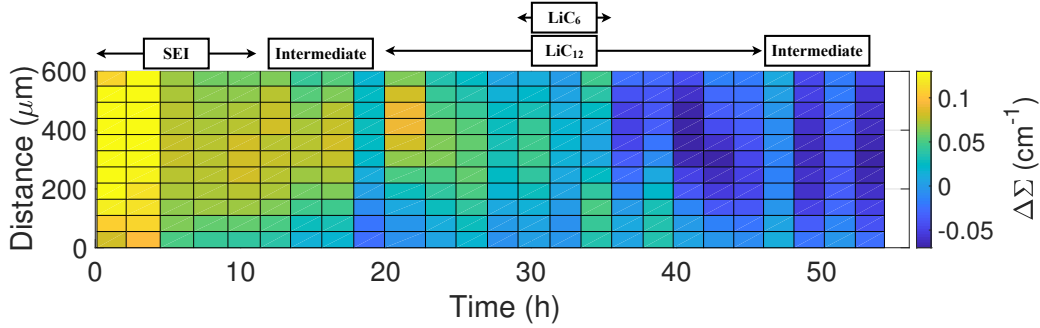 LiC6
SEI
Intermediate
LiC12
Intermediate
600
400
200
0
Distance (μm)
0
10
20
30
40
50
Time (h)
0.1
0.05
0
-0.05
ΔΣ (cm-1)